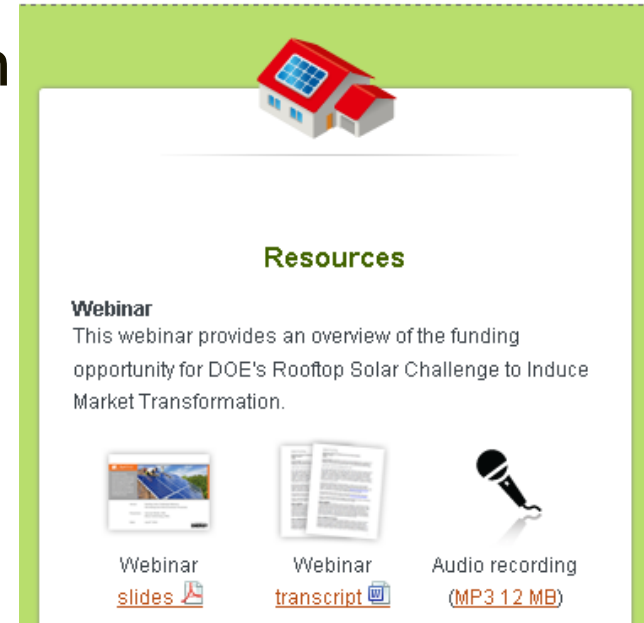 n
Resources
Webinar
This webinar provides an overview of the funding
opportunity for DOE's Rooftop Solar Challenge to Induce
Market Transformation.
Webinar Webinar Audio recording
slides transcript (MP3 12 MB)